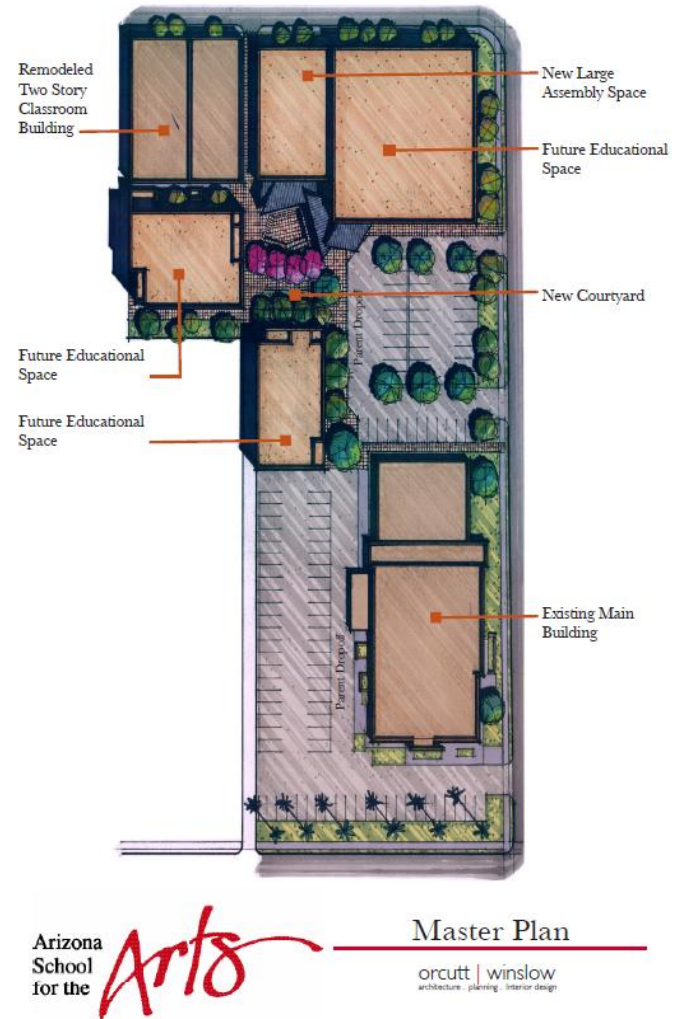 Remodeled
Two Story
Classroom
Building
New Large
Assembly Space
Future Educational
Space
New Courtyard
Parent Dropoff
Future Educational
Space
Future Educational
Space
Existing Main
Building
Parent Dropoff
Arizona
School
for the
Arts
Master Plan
orcutt | winslow
architecture . planning . interior design